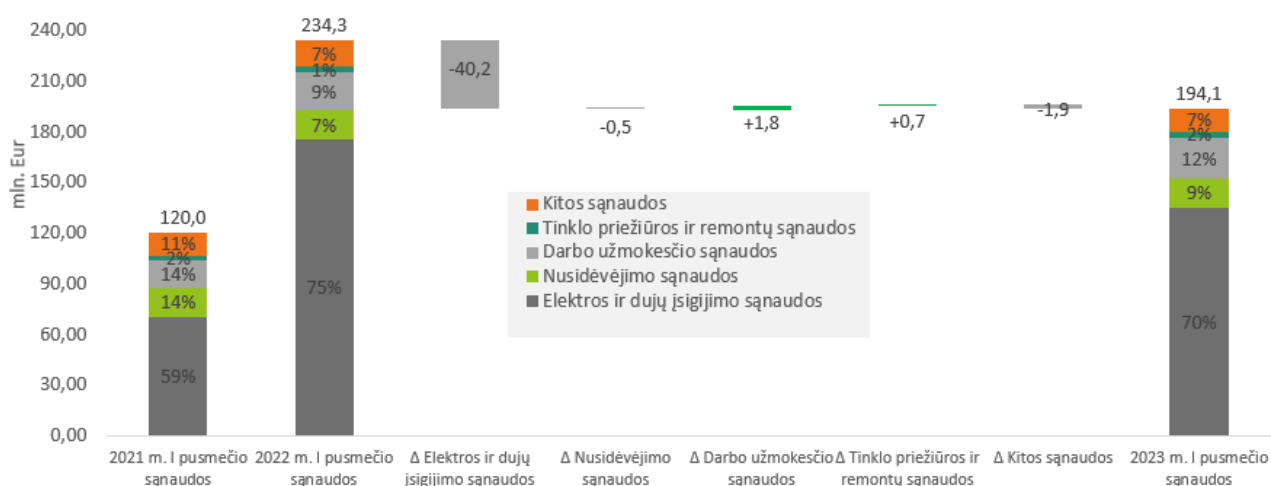 240,00
210,00
180,00
150,00
120,00
90,00
60,00
30,00
0,00
mln. Eur
120,0
11%
2%
14%
14%
59%
234,3
7%
1%
9%
7%
75%
-40,2
-0,5
+1,8
+0,7
-1,9
194,1
7%
2%
12%
9%
70%
Kitos sąnaudos
Tinklo priežiūros ir remontų sąnaudos
Darbo užmokesčio sąnaudos
Nusidėvėjimo sąnaudos
Elektros ir dujų įsigijimo sąnaudos
2021 m. I pusmečio
sąnaudos
2022 m. I pusmečio
sąnaudos
Δ Elektros ir dujų
įsigijimo sąnaudos
Δ Nusidėvėjimo
sąnaudos
Δ Darbo užmokesčio
sąnaudos
Δ Tinklo priežiūros ir
remontų sąnaudos
Δ Kitos sąnaudos
2023 m. I pusmečio
sąnaudos